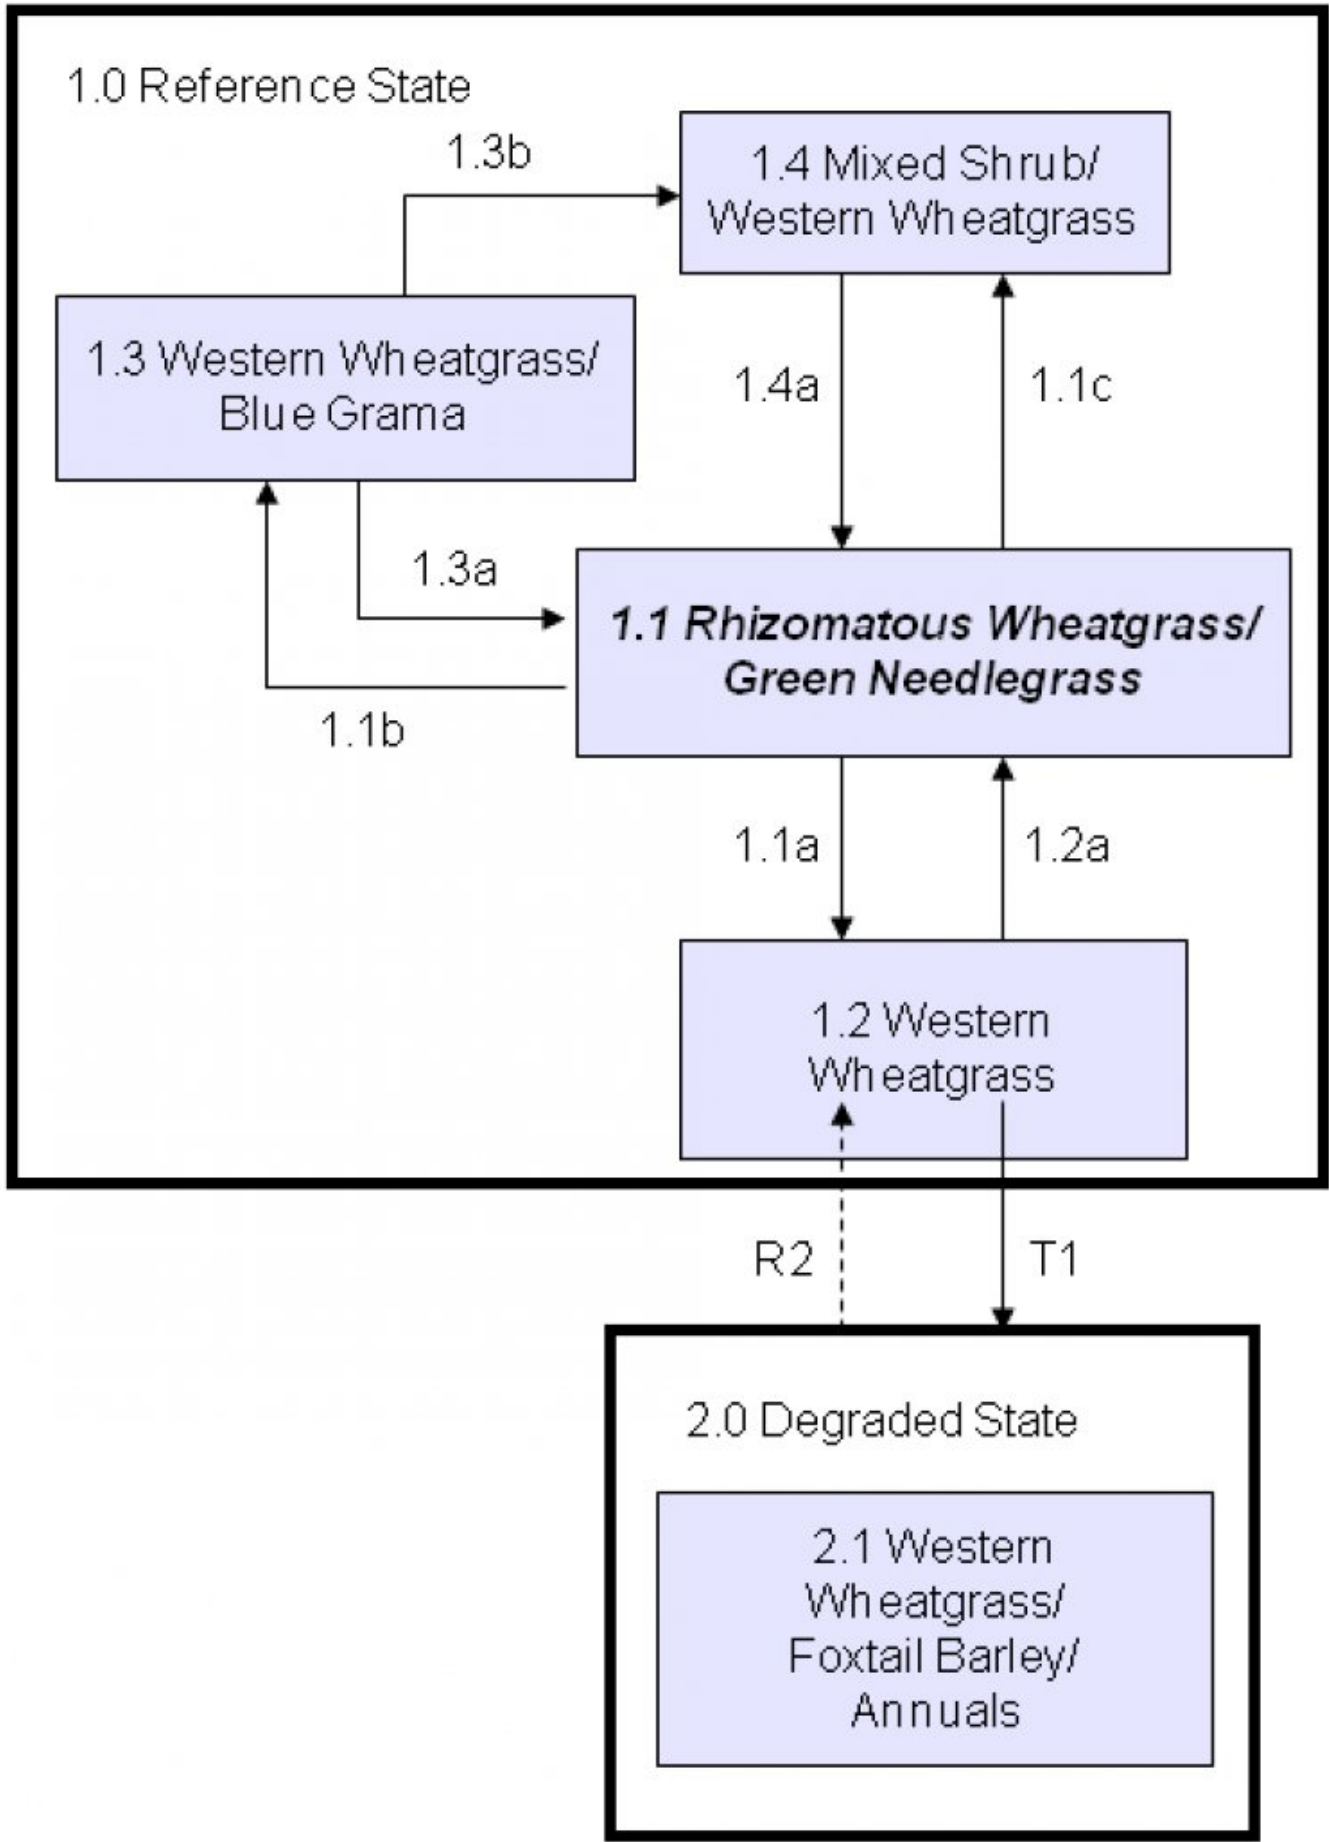 1.0 Reference State
1.3b
1.4 Mixed Shrub/
Western Wheatgrass
1.3 Western Wheatgrass/
Blue Grama
1.4a
1.1c
1.3a
1.1 Rhizomatous Wheatgrass/
Green Needlegrass
1.1b
1.1a
1.2a
1.2 Western
Wheatgrass
R2
T1
2.0 Degraded State
2.1 Western
Wheatgrass/
Foxtail Barley/
Annuals